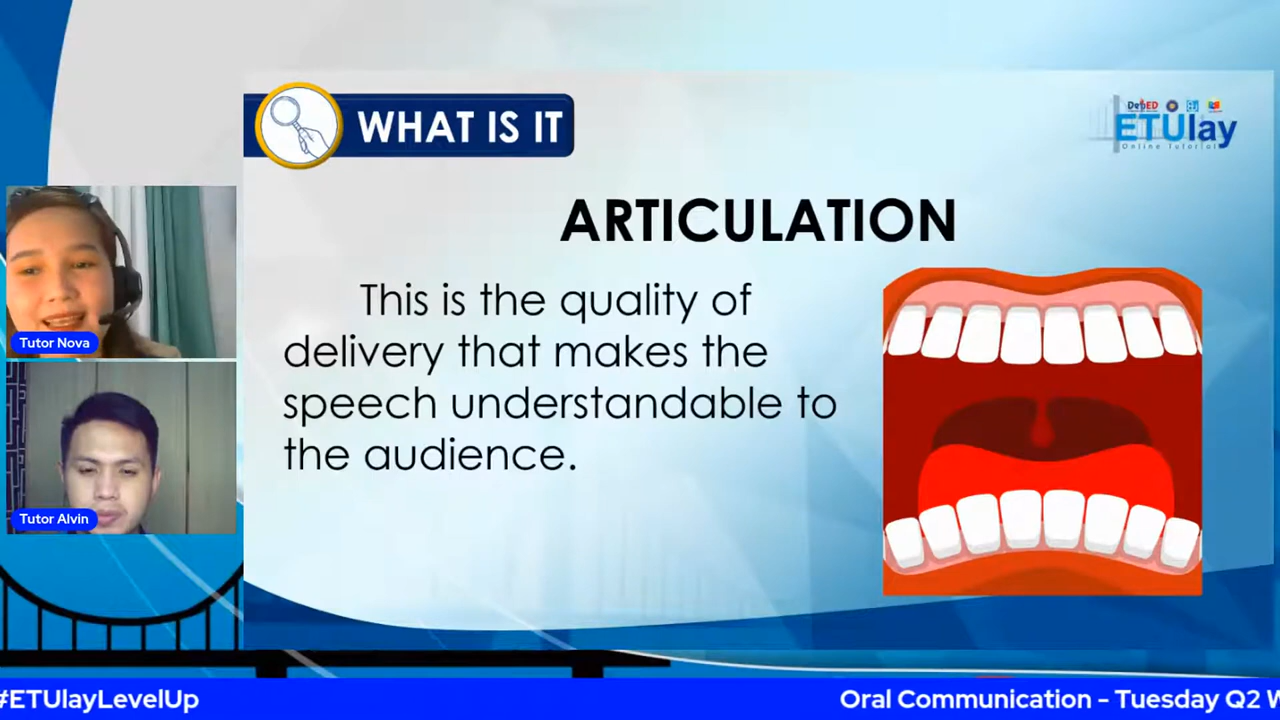 WHAT IS IT
DepED
ETUlay
Online Tutorial
ARTICULATION
This is the quality of
delivery that makes the
speech understandable to
the audience.
Tutor Nova
Tutor Alvin
#ETUlayLevelUp
Oral Communication - Tuesday Q2 W